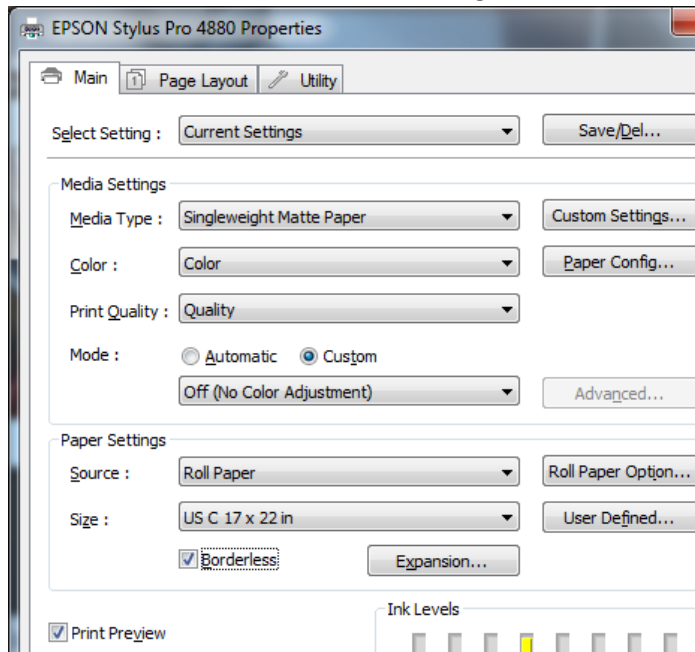 EPSON Stylus Pro 4880 Properties
Main Page Layout Utility
Select Setting : Current Settings Save/Del...
Media Settings
Media Type : Singleweight Matte Paper Custom Settings...
Color : Color Paper Config...
Print Quality : Quality
Mode : Automatic Custom
Off (No Color Adjustment) Advanced...
Paper Settings
Source : Roll Paper Roll Paper Option...
Size : US C 17 x 22 in User Defined...
Borderless Expansion...
Ink Levels
Print Preview